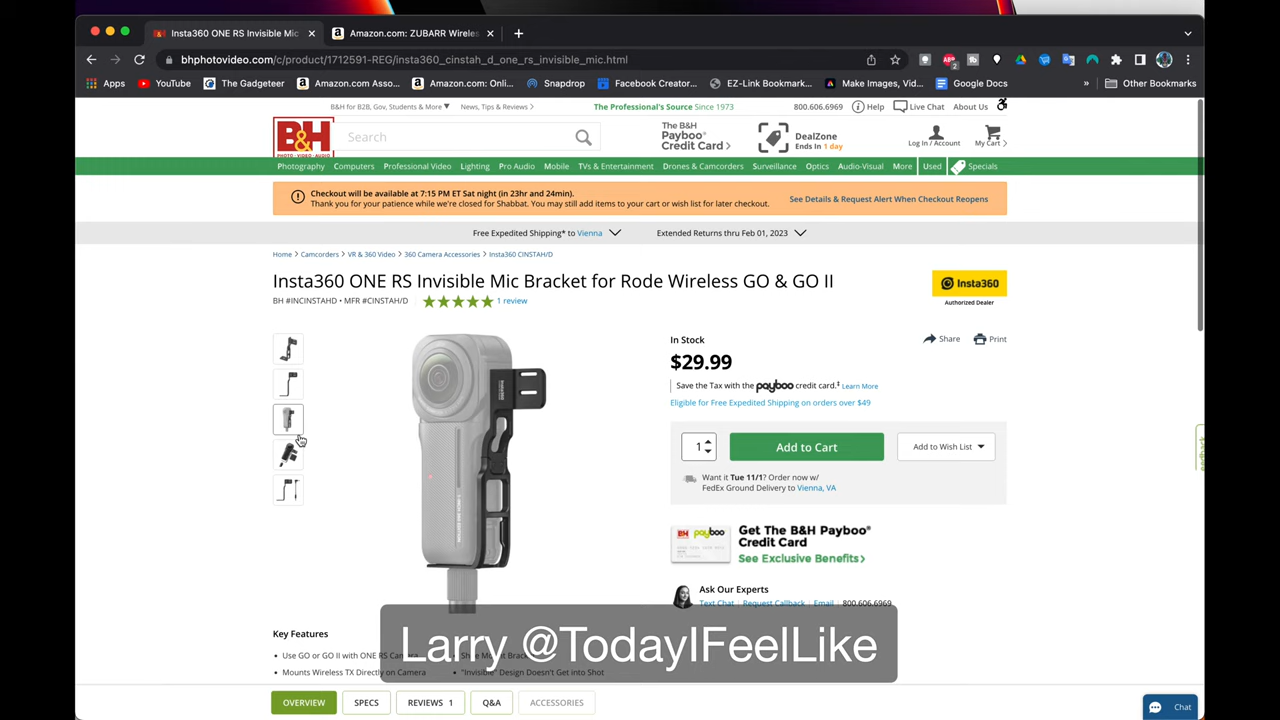 Insta360 ONE RS Invisible Mic
Amazon.com: ZUBARR Wireles
bhphotovideo.com/c/product/1712591-REG/insta360_cinstah_d_one_rs_invisible_mic.html
Apps
YouTube
The Gadgeteer
Amazon.com Asso...
Amazon.com: Onli...
Snapdrop
Facebook Creator...
EZ-Link Bookmark...
Make Images, Vid...
Google Docs
»
Other Bookmarks
B&H for B2B, Gov, Students & More
News, Tips & Reviews >
The Professional's Source Since 1973
800.606.6969
Help
Live Chat
About Us
B&H
PHOTO · VIDEO · AUDIO
Search
The B&H
Payboo®
Credit Card >
DealZone
Ends In 1 day
Log In / Account
My Cart >
Photography
Computers
Professional Video
Lighting
Pro Audio
Mobile
TVs & Entertainment
Drones & Camcorders
Surveillance
Optics
Audio-Visual
More
Used
Specials
Checkout will be available at 7:15 PM ET Sat night (in 23hr and 24min).
Thank you for your patience while we're closed for Shabbat. You may still add items to your cart or wish list for later checkout.
See Details & Request Alert When Checkout Reopens
Free Expedited Shipping* to Vienna
Extended Returns thru Feb 01, 2023
Home > Camcorders > VR & 360 Video > 360 Camera Accessories > Insta360 CINSTAH/D
Insta360 ONE RS Invisible Mic Bracket for Rode Wireless GO & GO II
BH #INCINSTAHD • MFR #CINSTAH/D
1 review
Insta360
Authorized Dealer
In Stock
Share
Print
$29.99
Save the Tax with the payboo credit card.‡ Learn More
Eligible for Free Expedited Shipping on orders over $49
1
Add to Cart
Add to Wish List
Want it Tue 11/1? Order now w/
FedEx Ground Delivery to Vienna, VA
B&H payboo
Get The B&H Payboo®
Credit Card
See Exclusive Benefits >
Ask Our Experts
Text Chat
Request Callback
Email
800.606.6969
Key Features
Use GO or GO II with ONE RS
Mounts Wireless TX Directly on Camera
"Invisible" Design Doesn't Get into Shot
Larry @TodayIFeelLike
OVERVIEW
SPECS
REVIEWS 1
Q&A
ACCESSORIES
Chat
Feedback